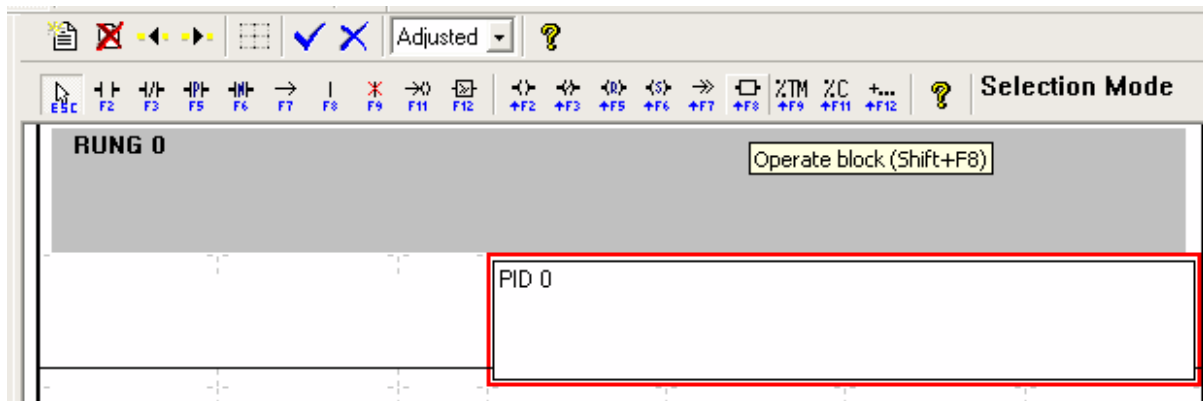 Adjusted
ESC F2 F3 F5 F6 F7 F8 F9 F11 F12 F2 F3 F5 F6 F7 F8 %TM F9 %C F11 +... F12 Selection Mode
RUNG 0
Operate block (Shift+F8)
PID 0